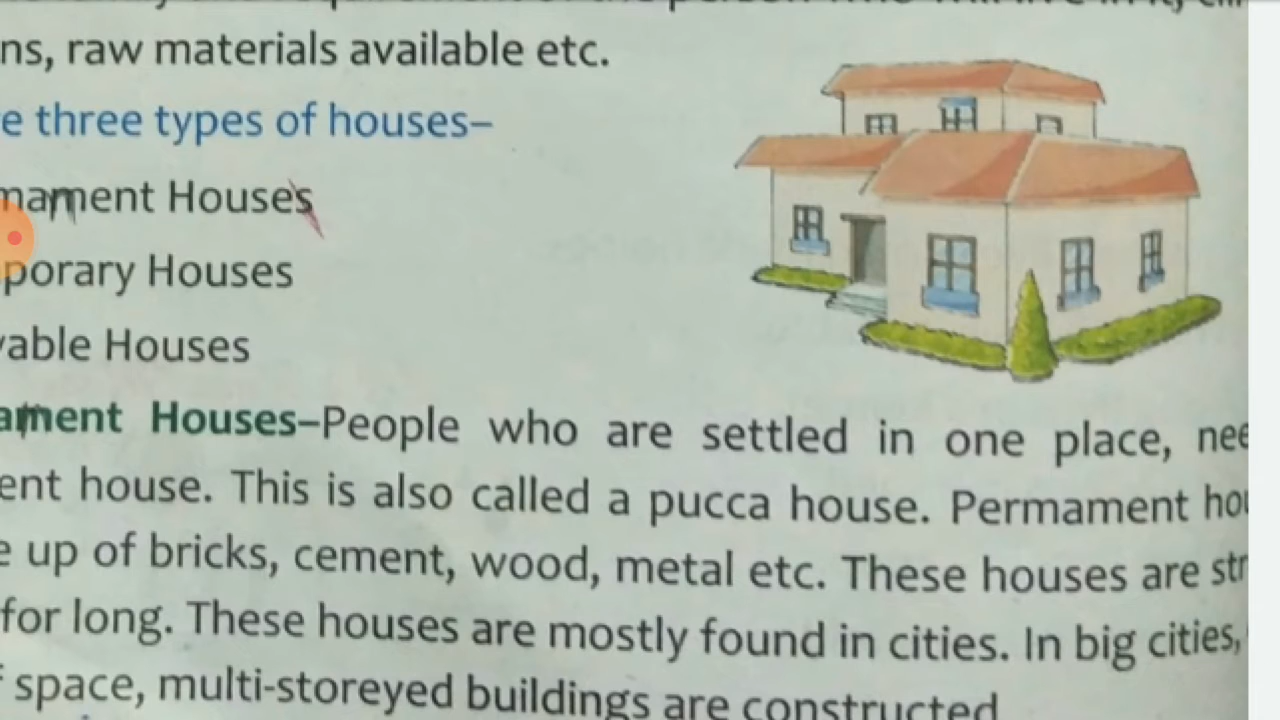 ns, raw materials available etc.
e three types of houses–
mament Houses
porary Houses
vable Houses
ament Houses–People who are settled in one place, nee
ent house. This is also called a pucca house. Permament hou
e up of bricks, cement, wood, metal etc. These houses are str
for long. These houses are mostly found in cities. In big cities,
f space, multi-storeyed buildings are constructed